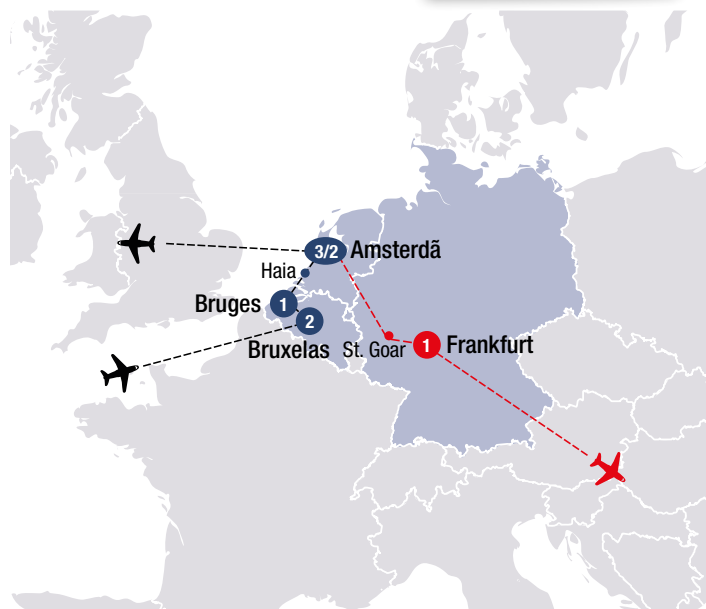 3/2 Amsterdã
Haia
Bruges 1
2
Bruxelas
St. Goar
1 Frankfurt